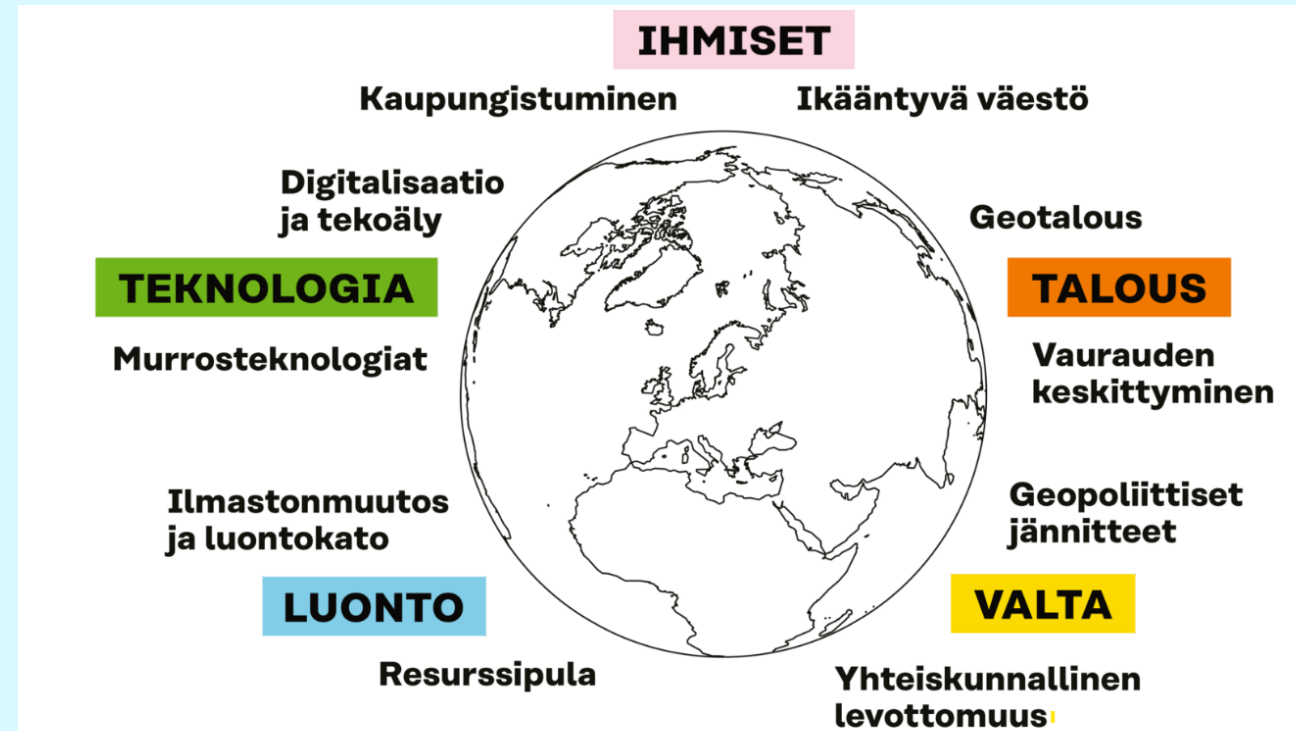 IHMISET
Kaupungistuminen
Ikääntyvä väestö
Digitalisaatio
ja tekoäly
Geotalous
TEKNOLOGIA
TALOUS
Murrosteknologiat
Vaurauden
keskittyminen
Ilmastonmuutos
ja luontokato
Geopoliittiset
jännitteet
LUONTO
VALTA
Resurssipula
Yhteiskunnallinen
levottomuus